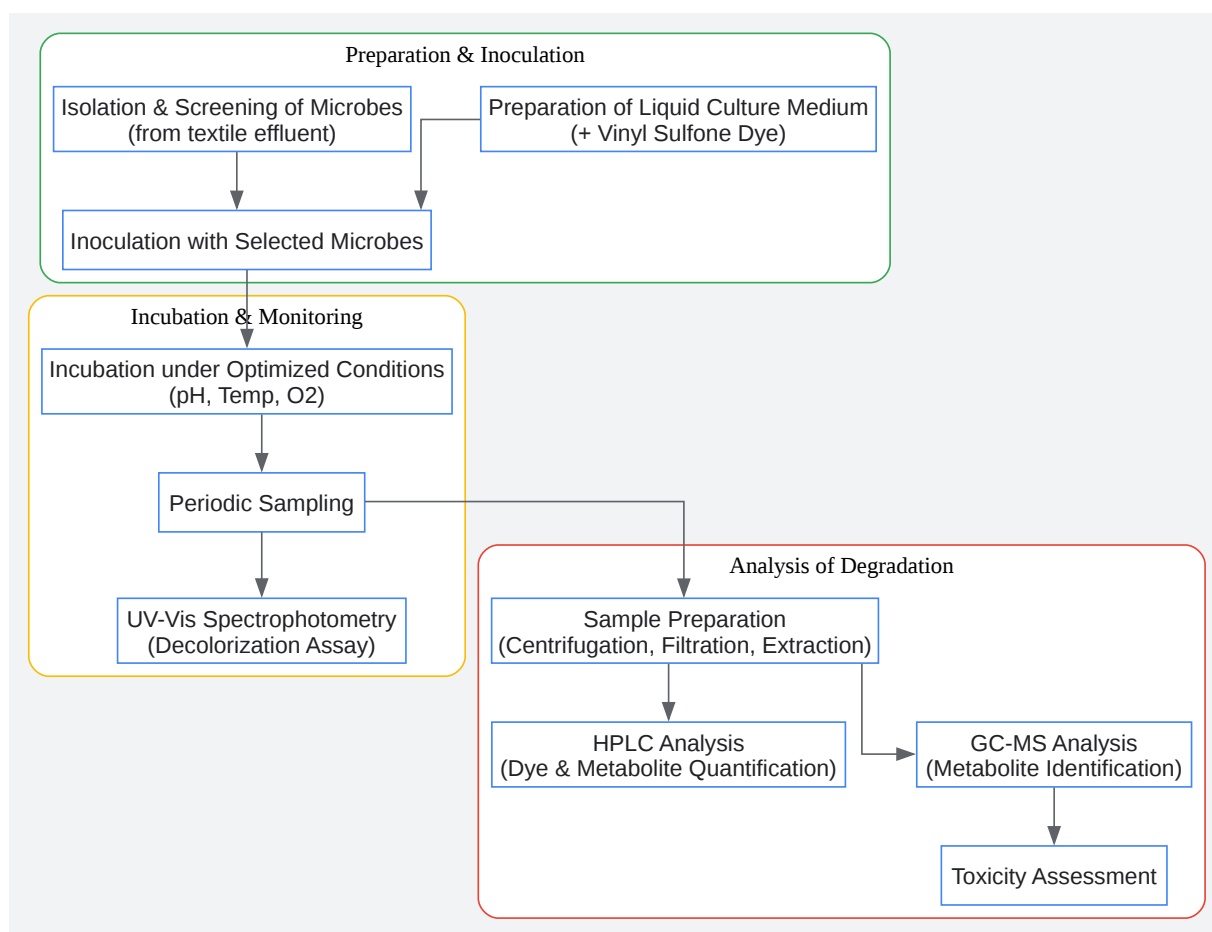 Preparation & Inoculation
Isolation & Screening of Microbes
(from textile effluent)
Preparation of Liquid Culture Medium
(+ Vinyl Sulfone Dye)
Inoculation with Selected Microbes
Incubation & Monitoring
Incubation under Optimized Conditions
(pH, Temp, O2)
Periodic Sampling
UV-Vis Spectrophotometry
(Decolorization Assay)
Analysis of Degradation
Sample Preparation
(Centrifugation, Filtration, Extraction)
HPLC Analysis
(Dye & Metabolite Quantification)
GC-MS Analysis
(Metabolite Identification)
Toxicity Assessment